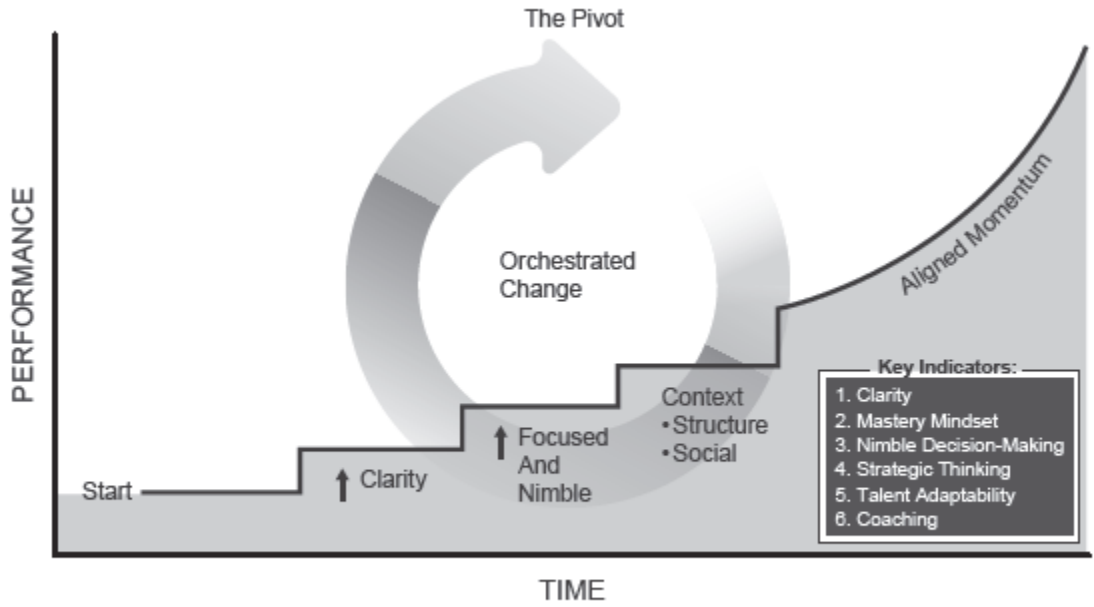 The Pivot
PERFORMANCE
Orchestrated
Change
Aligned Momentum
Start
Clarity
Focused
And
Nimble
Context
•Structure
•Social
Key Indicators:
1. Clarity
2. Mastery Mindset
3. Nimble Decision-Making
4. Strategic Thinking
5. Talent Adaptability
6. Coaching
TIME